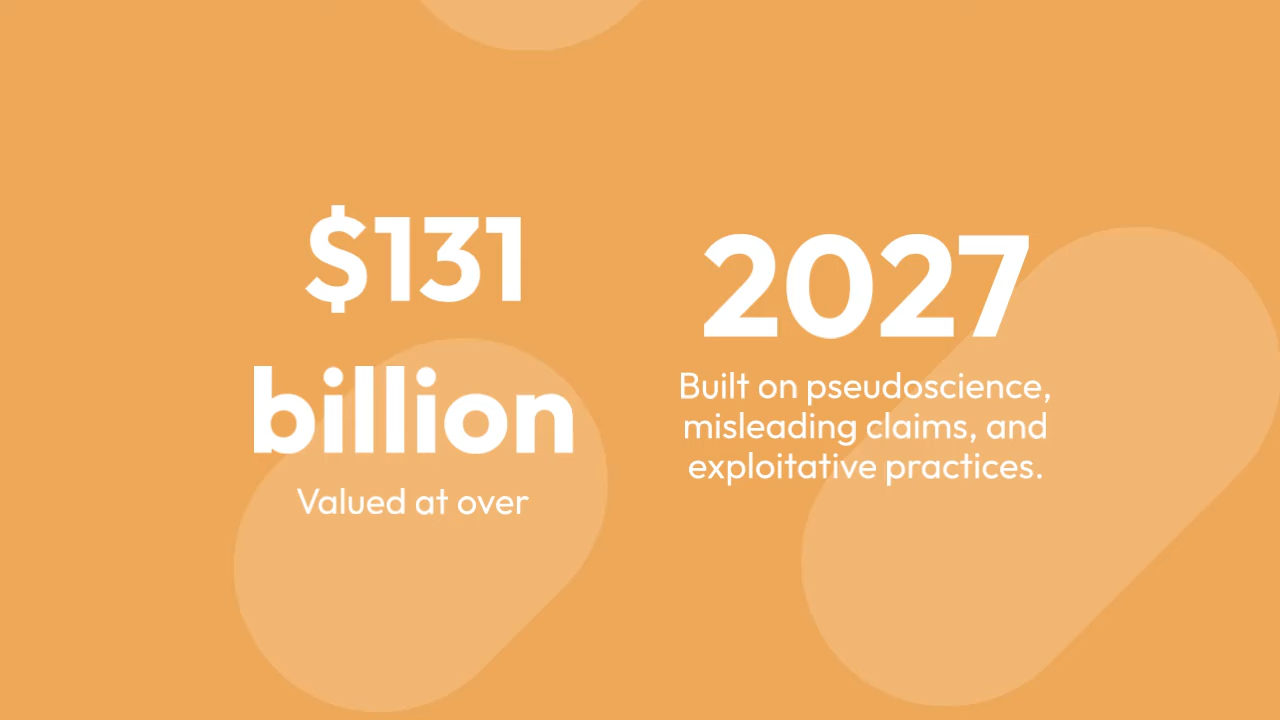 $131
billion
Valued at over
2027
Built on pseudoscience,
misleading claims, and
exploitative practices.